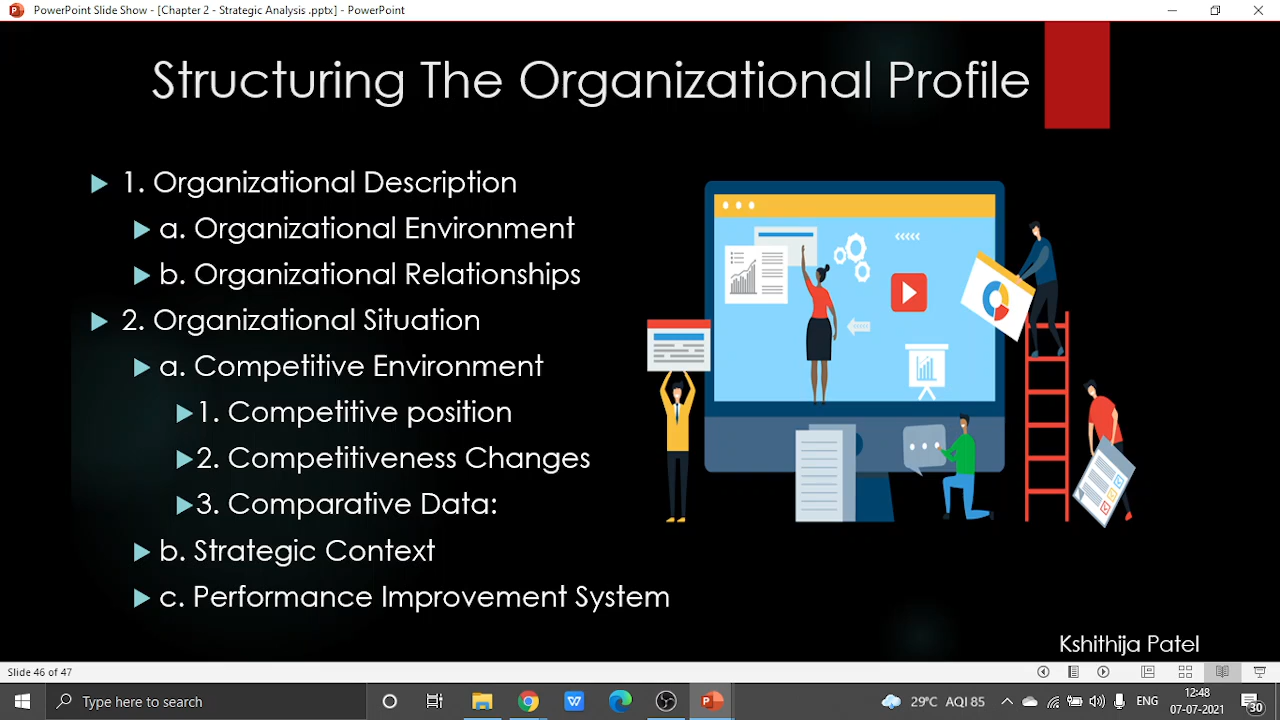 PowerPoint Slide Show - [Chapter 2 - Strategic Analysis .pptx] - PowerPoint
Structuring The Organizational Profile
1. Organizational Description
a. Organizational Environment
b. Organizational Relationships
2. Organizational Situation
a. Competitive Environment
1. Competitive position
2. Competitiveness Changes
3. Comparative Data:
b. Strategic Context
c. Performance Improvement System
Kshithija Patel
Slide 46 of 47
Type here to search
29°C AQI 85
ENG
12:48
07-07-2021
30